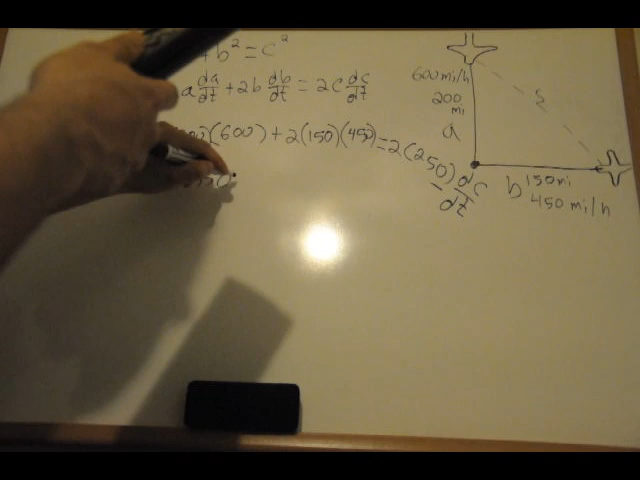 +b² = c²
a da/dt + 2b db/dt = 2c dc/dt
(600) + 2(150)(450) = 2(250) dc/dt
600 mi/h
200 mi
a
b 150 mi
450 mi/h